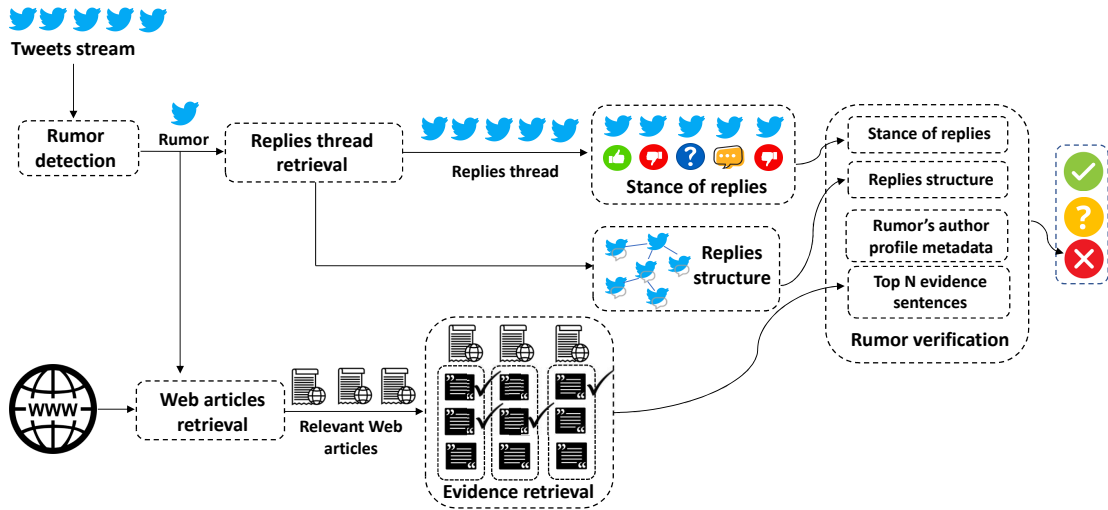 Tweets stream
Rumor
detection
Rumor
Replies thread
retrieval
Replies thread
Stance of replies
Replies
structure
Stance of replies
Replies structure
Rumor's author
profile metadata
Top N evidence
sentences
Rumor verification
WWW
Web articles
retrieval
Relevant Web
articles
Evidence retrieval